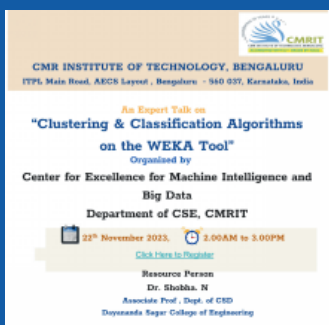 CMRIT
CMR INSTITUTE OF TECHNOLOGY, BENGALURU
ITPL Main Road, AECS Layout , Bengaluru - 560 037, Karnataka, India
An Expert Talk on
"Clustering & Classification Algorithms
on the WEKA Tool"
Organized by
Center for Excellence for Machine Intelligence and
Big Data
Department of CSE, CMRIT
22th November 2023, 2.00AM to 3.00PM
Click Here to Register
Resource Person
Dr. Shobha. N
Associate Prof , Dept. of CSD
Dayananda Sagar College of Engineering